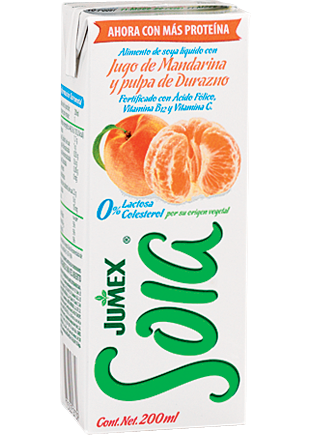 AHORA CON MÁS PROTEÍNA
Alimento de soya líquido con
Jugo de Mandarina
y pulpa de Durazno
Fortificado con Ácido Fólico,
Vitamina B12 y Vitamina C.
0% Lactosa
Colesterol por su origen vegetal
JUMEX ®
Soya
Cont. Net. 200ml